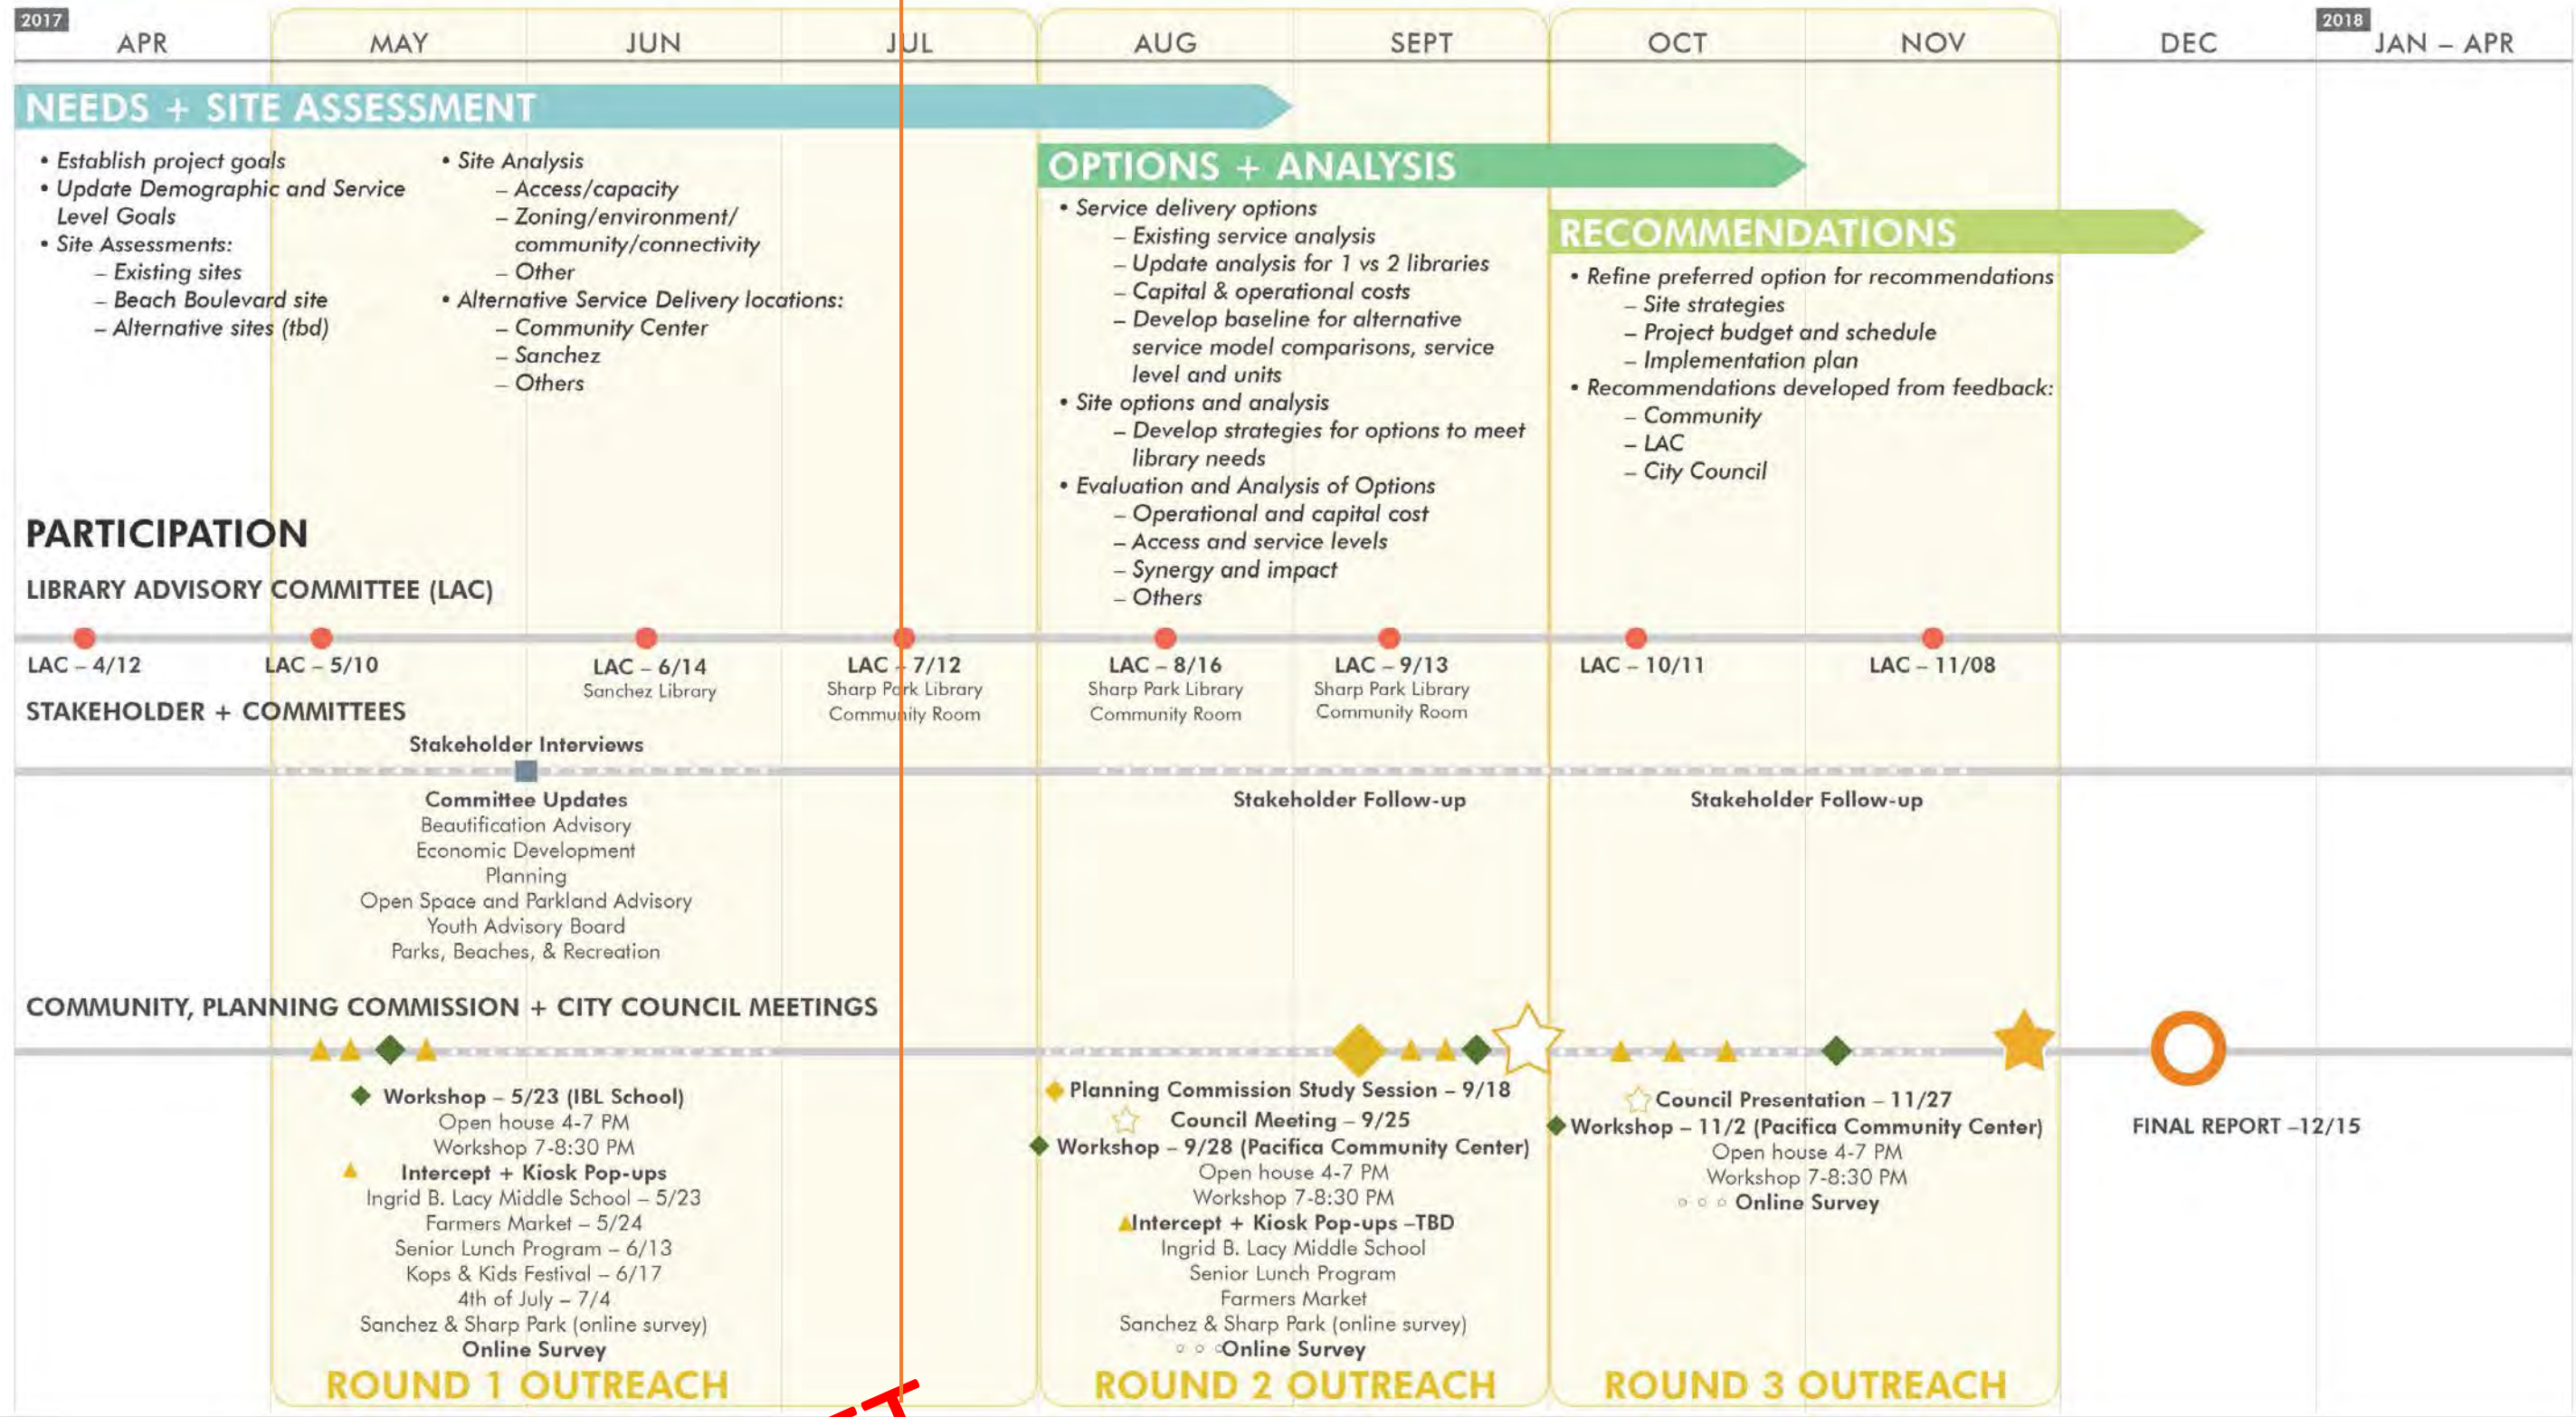 2017
APR
MAY
JUN
JUL
AUG
SEPT
OCT
NOV
DEC
2018
JAN – APR
NEEDS + SITE ASSESSMENT
• Establish project goals
• Update Demographic and Service
Level Goals
• Site Assessments:
– Existing sites
– Beach Boulevard site
– Alternative sites (tbd)
• Site Analysis
– Access/capacity
– Zoning/environment/
community/connectivity
– Other
• Alternative Service Delivery locations:
– Community Center
– Sanchez
– Others
OPTIONS + ANALYSIS
• Service delivery options
– Existing service analysis
– Update analysis for 1 vs 2 libraries
– Capital & operational costs
– Develop baseline for alternative
service model comparisons, service
level and units
• Site options and analysis
– Develop strategies for options to meet
library needs
• Evaluation and Analysis of Options
– Operational and capital cost
– Access and service levels
– Synergy and impact
– Others
RECOMMENDATIONS
• Refine preferred option for recommendations
– Site strategies
– Project budget and schedule
– Implementation plan
• Recommendations developed from feedback:
– Community
– LAC
– City Council
PARTICIPATION
LIBRARY ADVISORY COMMITTEE (LAC)
LAC – 4/12
LAC – 5/10
LAC – 6/14
Sanchez Library
LAC – 7/12
Sharp Park Library
Community Room
LAC – 8/16
Sharp Park Library
Community Room
LAC – 9/13
Sharp Park Library
Community Room
LAC – 10/11
LAC – 11/08
STAKEHOLDER + COMMITTEES
Stakeholder Interviews
Committee Updates
Beautification Advisory
Economic Development
Planning
Open Space and Parkland Advisory
Youth Advisory Board
Parks, Beaches, & Recreation
Stakeholder Follow-up
Stakeholder Follow-up
COMMUNITY, PLANNING COMMISSION + CITY COUNCIL MEETINGS
Workshop – 5/23 (IBL School)
Open house 4-7 PM
Workshop 7-8:30 PM
Intercept + Kiosk Pop-ups
Ingrid B. Lacy Middle School – 5/23
Farmers Market – 5/24
Senior Lunch Program – 6/13
Kops & Kids Festival – 6/17
4th of July – 7/4
Sanchez & Sharp Park (online survey)
Online Survey
ROUND 1 OUTREACH
Planning Commission Study Session – 9/18
Council Meeting – 9/25
Workshop – 9/28 (Pacifica Community Center)
Open house 4-7 PM
Workshop 7-8:30 PM
Intercept + Kiosk Pop-ups –TBD
Ingrid B. Lacy Middle School
Senior Lunch Program
Farmers Market
Sanchez & Sharp Park (online survey)
Online Survey
ROUND 2 OUTREACH
Council Presentation – 11/27
Workshop – 11/2 (Pacifica Community Center)
Open house 4-7 PM
Workshop 7-8:30 PM
Online Survey
ROUND 3 OUTREACH
FINAL REPORT –12/15